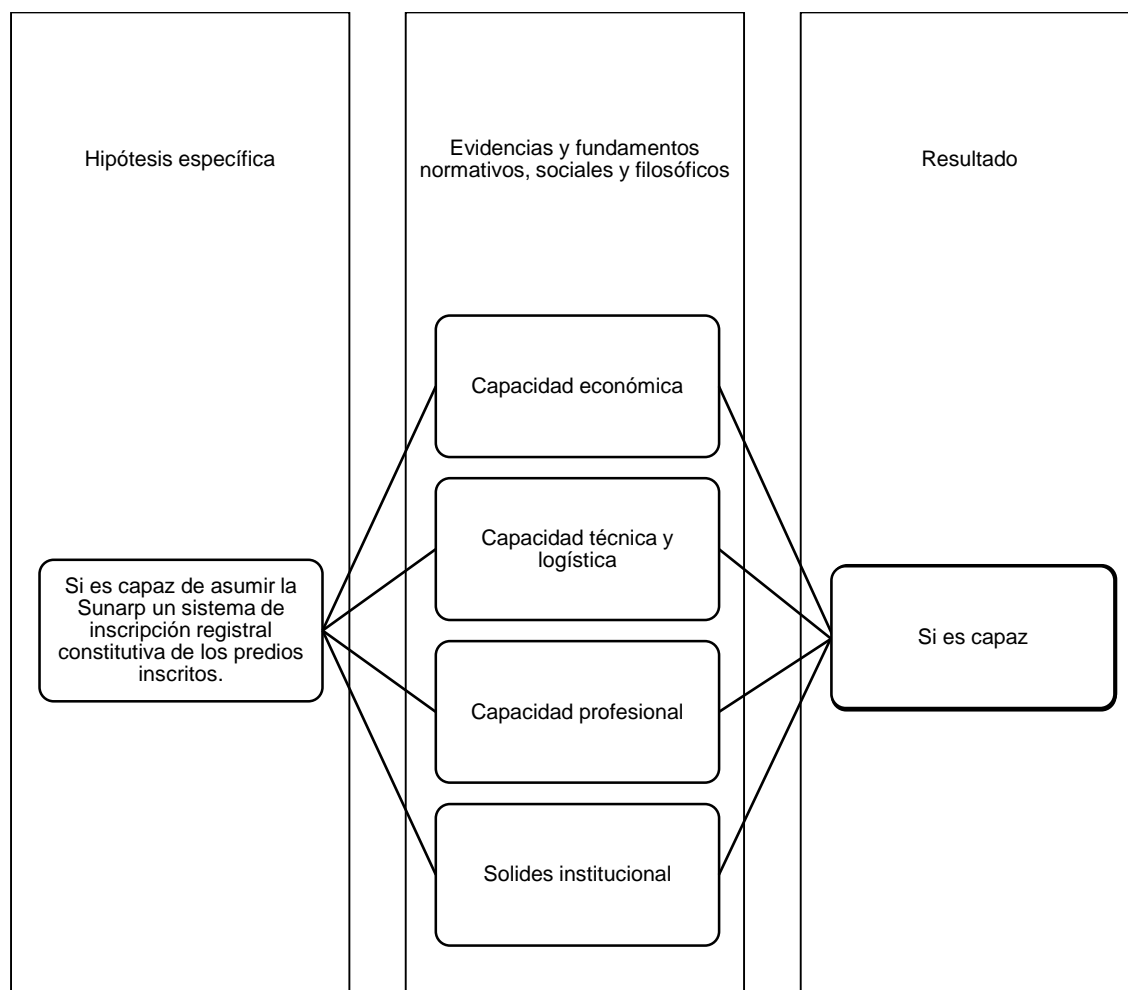 Hipótesis específica
Evidencias y fundamentos
normativos, sociales y filosóficos
Resultado
Si es capaz de asumir la
Sunarp un sistema de
inscripción registral
constitutiva de los predios
inscritos.
Capacidad económica
Capacidad técnica y
logística
Capacidad profesional
Solides institucional
Si es capaz